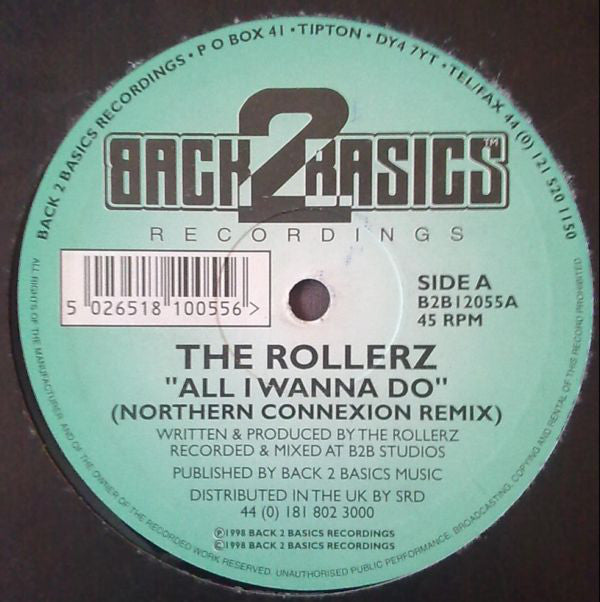 BACK 2 BASICS RECORDINGS • P O BOX 41 • TIPTON • DY4 7YT • TEL/FAX 44 (0) 121 520 1150
BACK 2 BASICS™
RECORDINGS
5 026518 100556 >
SIDE A
B2B12055A
45 RPM
THE ROLLERZ
"ALL I WANNA DO"
(NORTHERN CONNEXION REMIX)
WRITTEN & PRODUCED BY THE ROLLERZ
RECORDED & MIXED AT B2B STUDIOS
PUBLISHED BY BACK 2 BASICS MUSIC
DISTRIBUTED IN THE UK BY SRD
44 (0) 181 802 3000
Ⓟ1998 BACK 2 BASICS RECORDINGS
©1998 BACK 2 BASICS RECORDINGS
ALL RIGHTS OF THE MANUFACTURER AND OF THE OWNER OF THE RECORDED WORK RESERVED. UNAUTHORISED PUBLIC PERFORMANCE, BROADCASTING, COPYING AND RENTAL OF THIS RECORD PROHIBITED